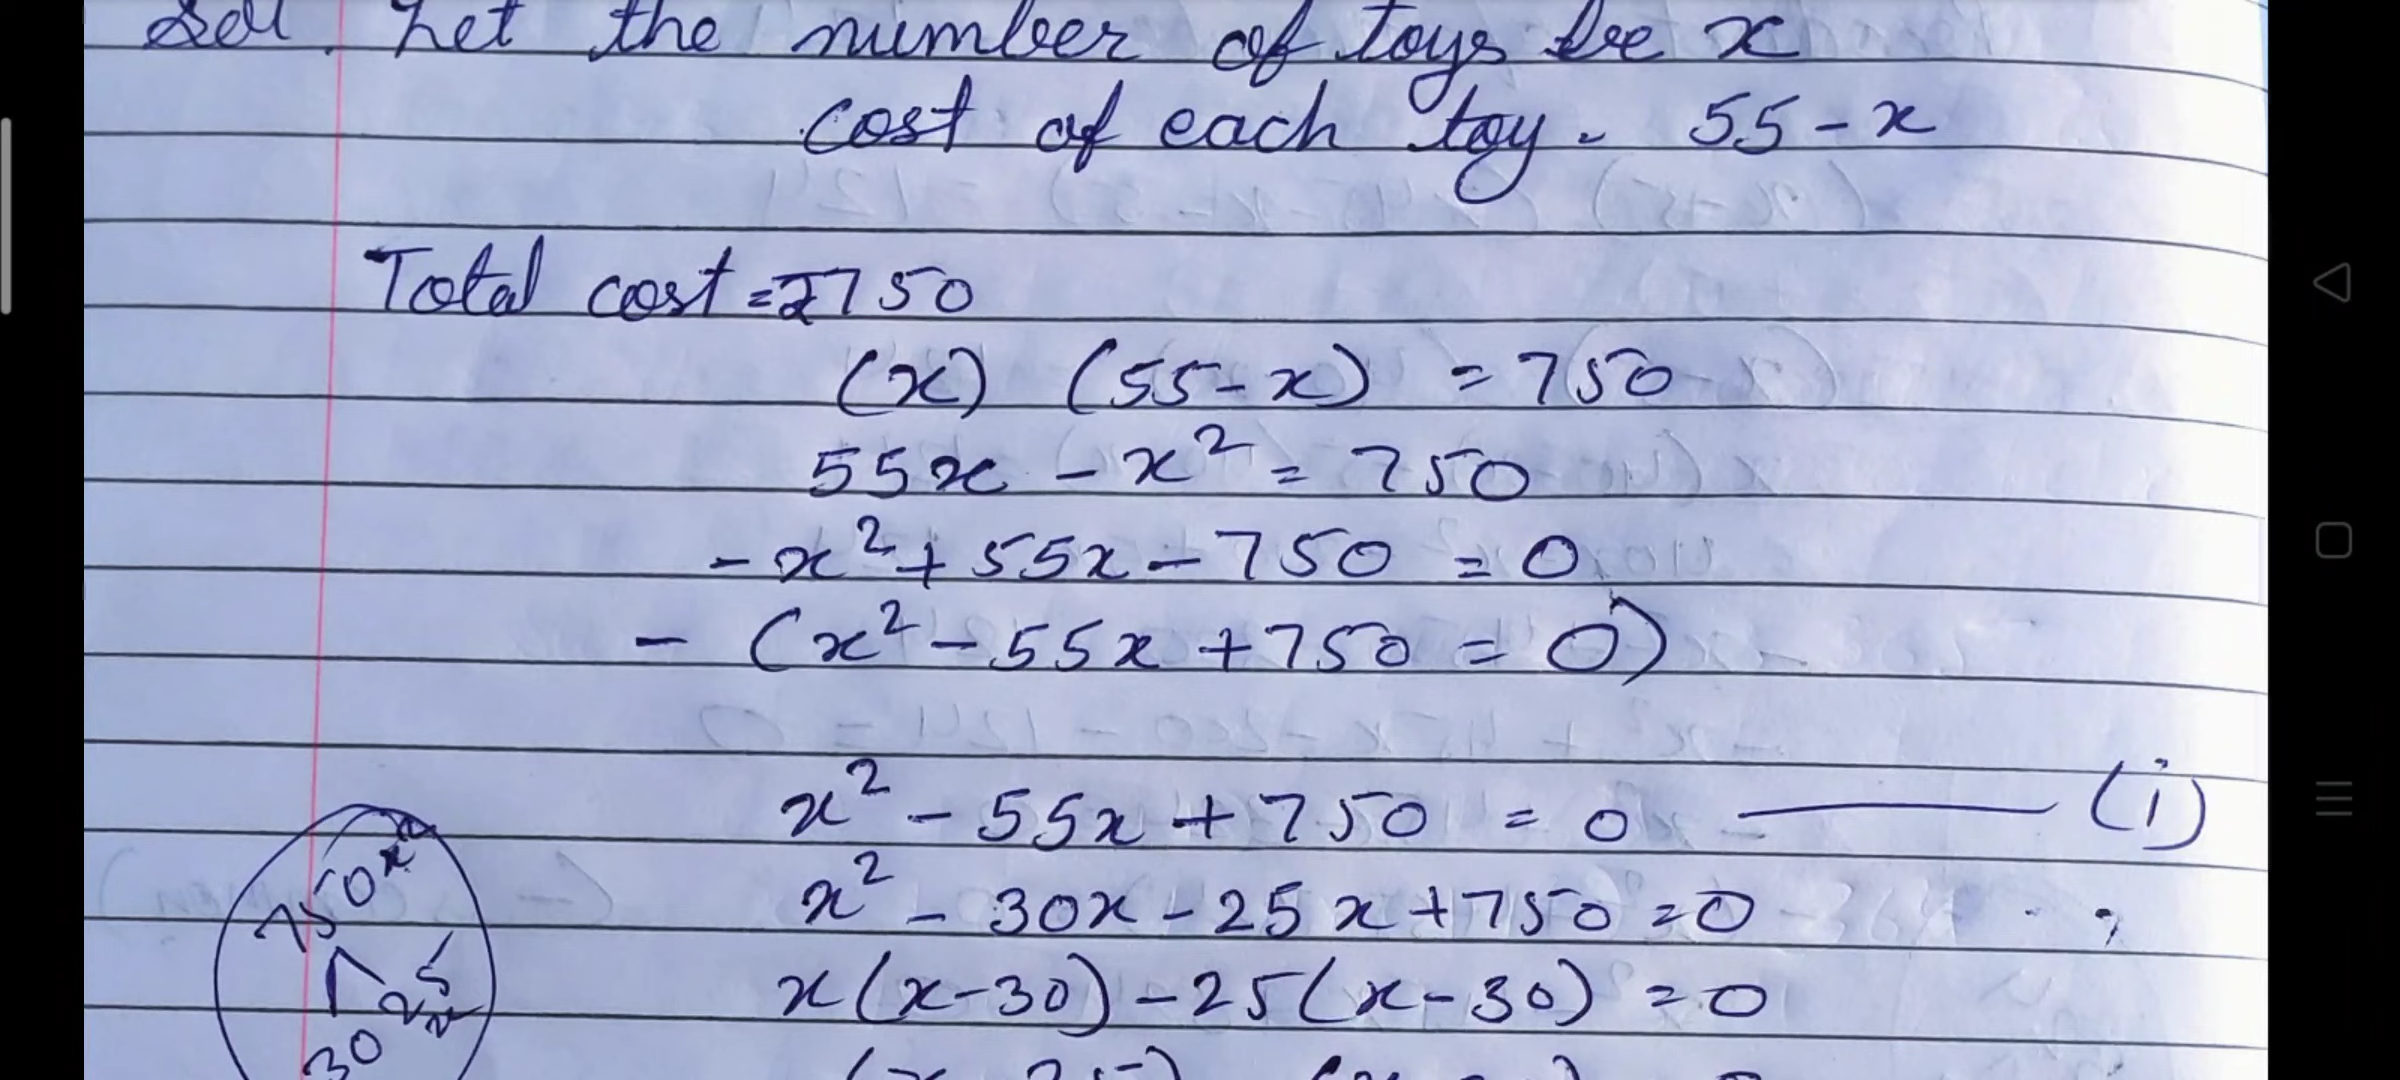 Sol. Let the number of toys be x
cost of each toy - 55-x
Total cost = ₹750
(x) (55-x) = 750
55x - x² = 750
-x² + 55x - 750 = 0
- (x² - 55x + 750 = 0)
x² - 55x + 750 = 0 —— (i)
x² - 30x - 25x + 750 = 0
x(x-30) - 25(x-30) = 0
750x²
30 25x